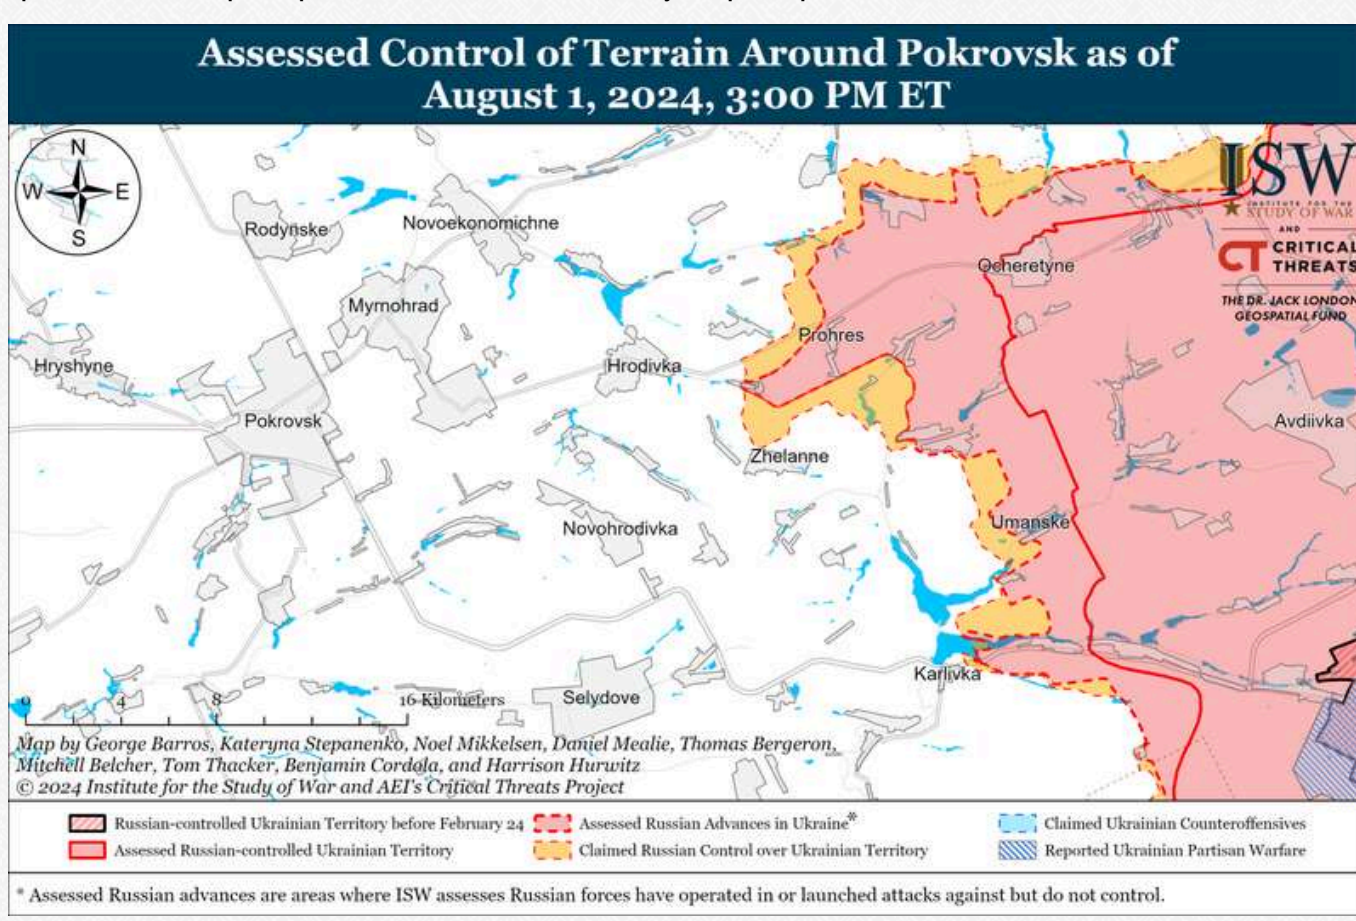 Assessed Control of Terrain Around Pokrovsk as of
August 1, 2024, 3:00 PM ET
N
W E
S
ISW
INSTITUTE FOR THE
STUDY OF WAR
AND
CT CRITICAL
THREATS
THE DR. JACK LONDON
GEOSPATIAL FUND
Rodynske
Novoekonomichne
Ocheretyne
Myrnohrad
Prohres
Hryshyne
Hrodivka
Pokrovsk
Avdiivka
Zhelanne
Novohrodivka
Umanske
Karlivka
Selydove
0 4 8 16 Kilometers
Map by George Barros, Kateryna Stepanenko, Noel Mikkelsen, Daniel Mealie, Thomas Bergeron,
Mitchell Belcher, Tom Thacker, Benjamin Cordola, and Harrison Hurwitz
© 2024 Institute for the Study of War and AEI's Critical Threats Project
Russian-controlled Ukrainian Territory before February 24
Assessed Russian Advances in Ukraine*
Claimed Ukrainian Counteroffensives
Assessed Russian-controlled Ukrainian Territory
Claimed Russian Control over Ukrainian Territory
Reported Ukrainian Partisan Warfare
* Assessed Russian advances are areas where ISW assesses Russian forces have operated in or launched attacks against but do not control.